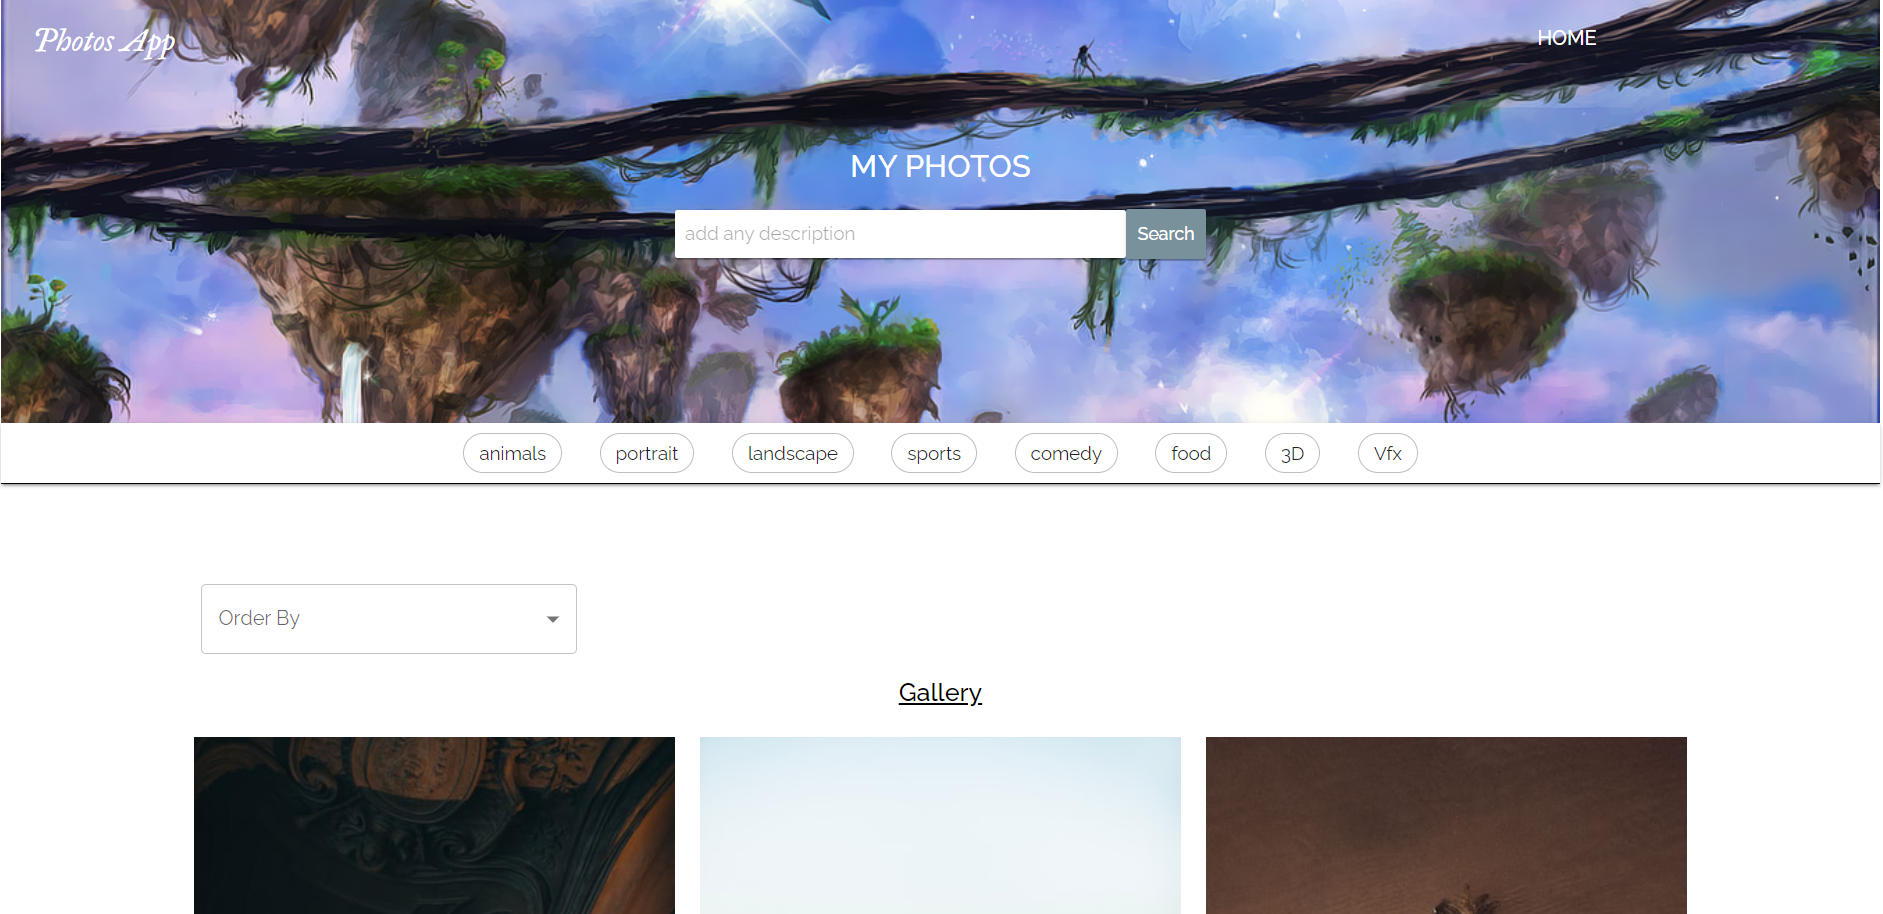 Photos App
HOME
MY PHOTOS
add any description
Search
animals
portrait
landscape
sports
comedy
food
3D
Vfx
Order By
Gallery